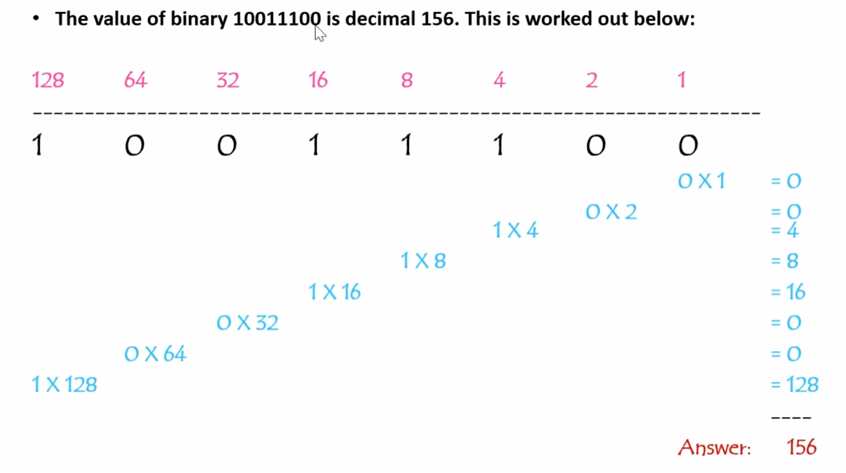 • The value of binary 10011100 is decimal 156. This is worked out below:
128 64 32 16 8 4 2 1
--------------------------------------------------------------------------
1 0 0 1 1 1 0 0
0 X 1 = 0
0 X 2 = 0
1 X 4 = 4
1 X 8 = 8
1 X 16 = 16
0 X 32 = 0
0 X 64 = 0
1 X 128 = 128
----
Answer: 156